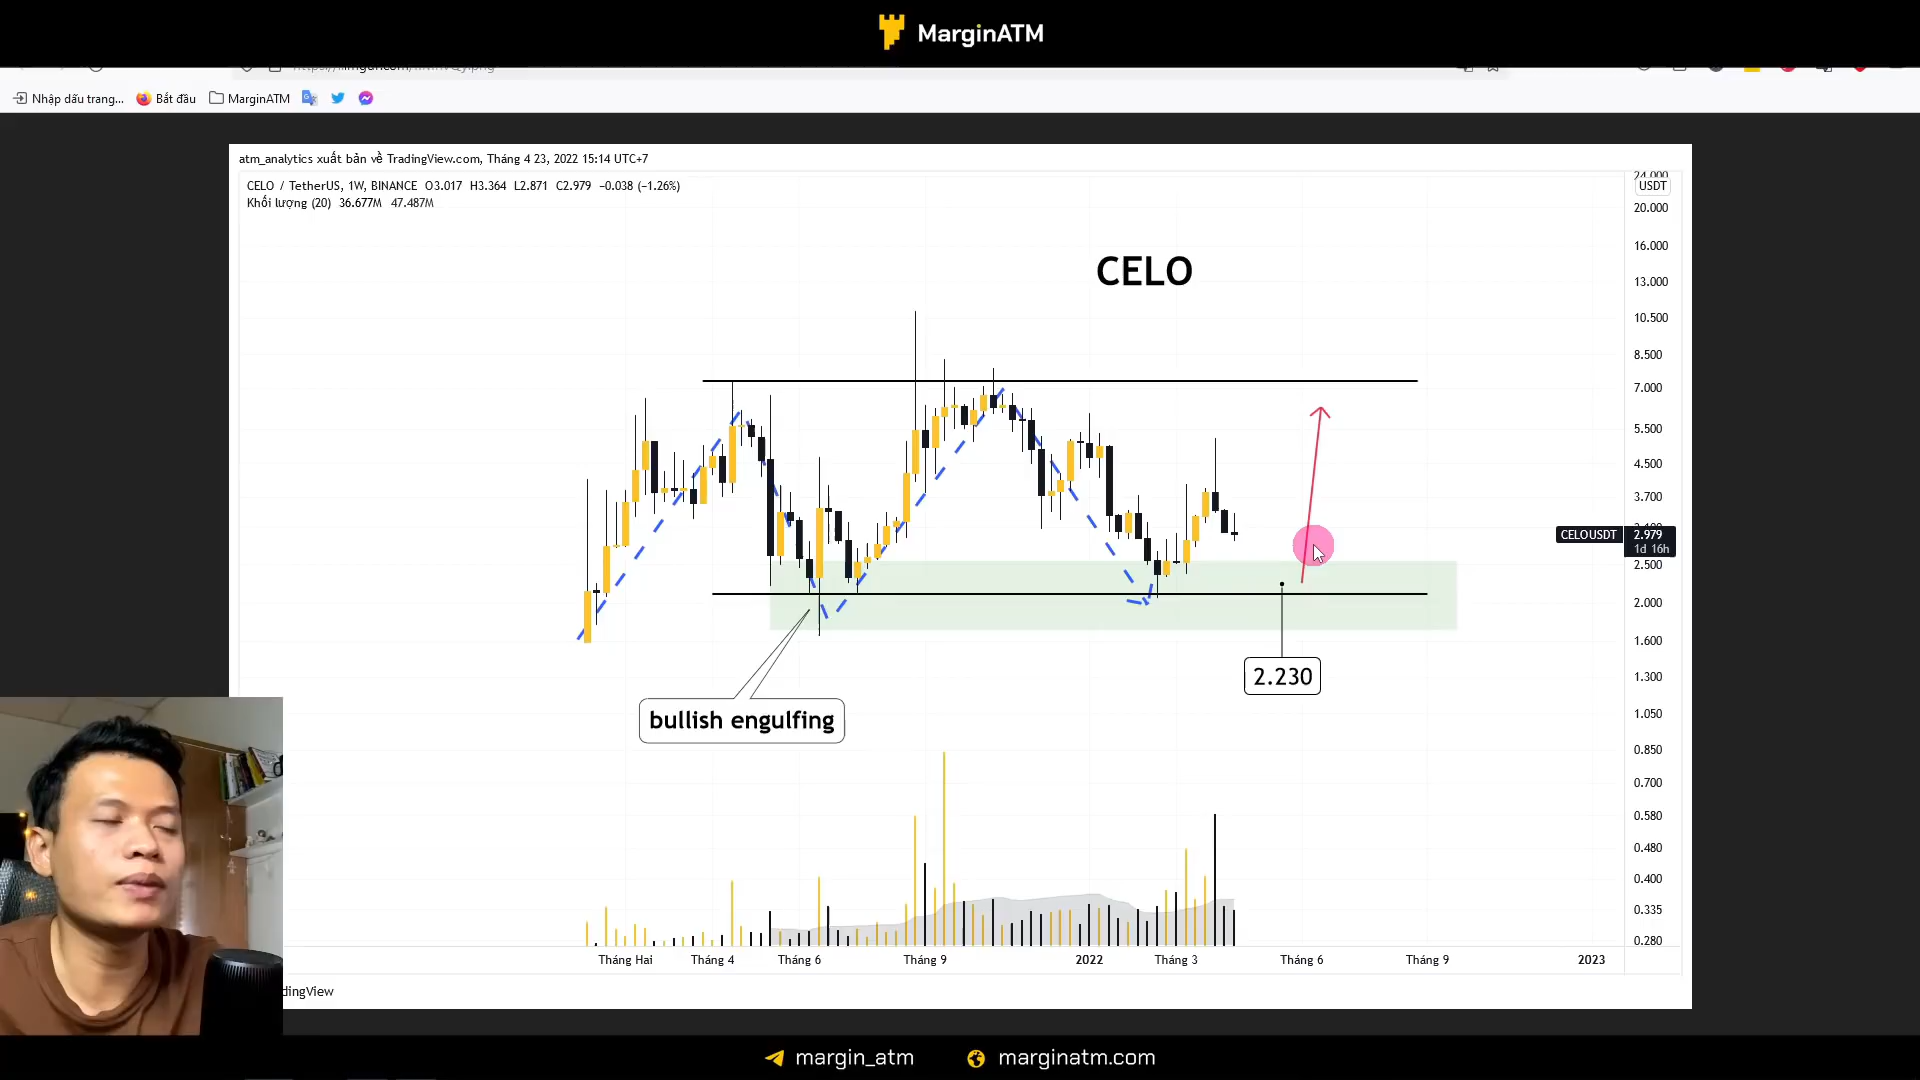 MarginATM
Nhập dấu trang...
Bắt đầu
MarginATM
atm_analytics xuất bản về TradingView.com, Tháng 4 23, 2022 15:14 UTC+7
CELO / TetherUS, 1W, BINANCE O3.017 H3.364 L2.871 C2.979 −0.038 (−1.26%)
Khối lượng (20) 36.677M 47.487M
CELO
24.000
USDT
20.000
16.000
13.000
10.500
8.500
7.000
5.500
4.500
3.700
CELOUSDT 2.979
1d 16h
2.500
2.000
1.600
1.300
1.050
0.850
0.700
0.580
0.480
0.400
0.335
0.280
2.230
bullish engulfing
Tháng Hai
Tháng 4
Tháng 6
Tháng 9
2022
Tháng 3
Tháng 6
Tháng 9
2023
dingView
margin_atm
marginatm.com